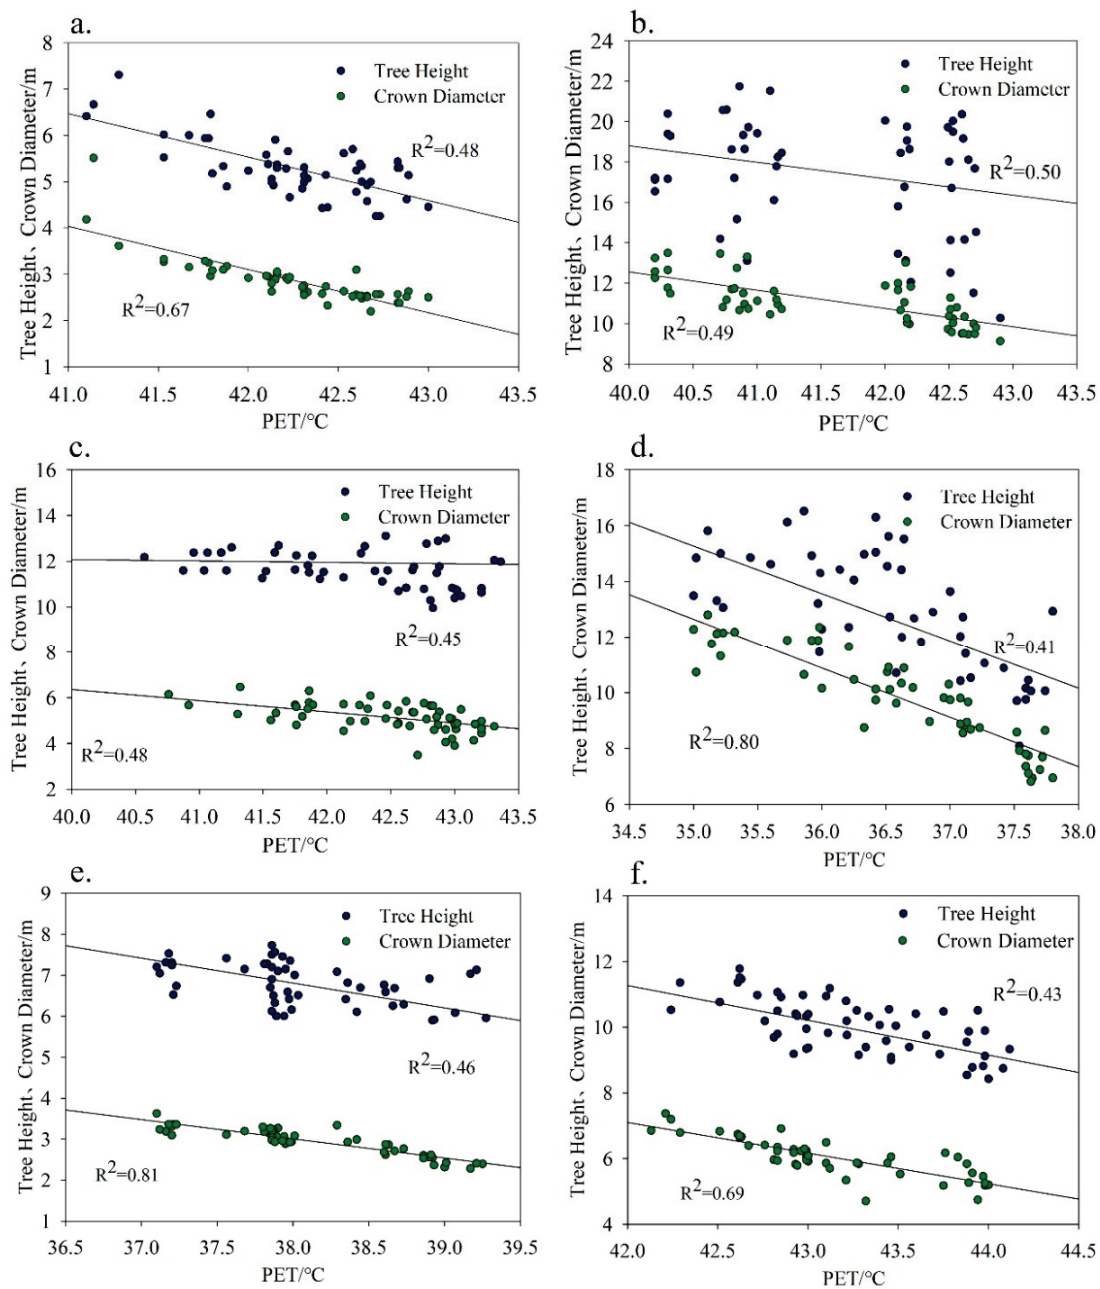 a.
Tree Height、Crown Diameter/m
8
7
6
5
4
3
2
1
Tree Height
Crown Diameter
R²=0.48
R²=0.67
41.0 41.5 42.0 42.5 43.0 43.5
PET/°C
b.
Tree Height、Crown Diameter/m
24
22
20
18
16
14
12
10
8
Tree Height
Crown Diameter
R²=0.50
R²=0.49
40.0 40.5 41.0 41.5 42.0 42.5 43.0 43.5
PET/°C
c.
Tree Height、Crown Diameter/m
16
14
12
10
8
6
4
2
Tree Height
Crown Diameter
R²=0.45
R²=0.48
40.0 40.5 41.0 41.5 42.0 42.5 43.0 43.5
PET/°C
d.
Tree Height、Crown Diameter/m
18
16
14
12
10
8
6
Tree Height
Crown Diameter
R²=0.41
R²=0.80
34.5 35.0 35.5 36.0 36.5 37.0 37.5 38.0
PET/°C
e.
Tree Height、Crown Diameter/m
9
8
7
6
5
4
3
2
1
Tree Height
Crown Diameter
R²=0.46
R²=0.81
36.5 37.0 37.5 38.0 38.5 39.0 39.5
PET/°C
f.
Tree Height、Crown Diameter/m
14
12
10
8
6
4
Tree Height
Crown Diameter
R²=0.43
R²=0.69
42.0 42.5 43.0 43.5 44.0 44.5
PET/°C